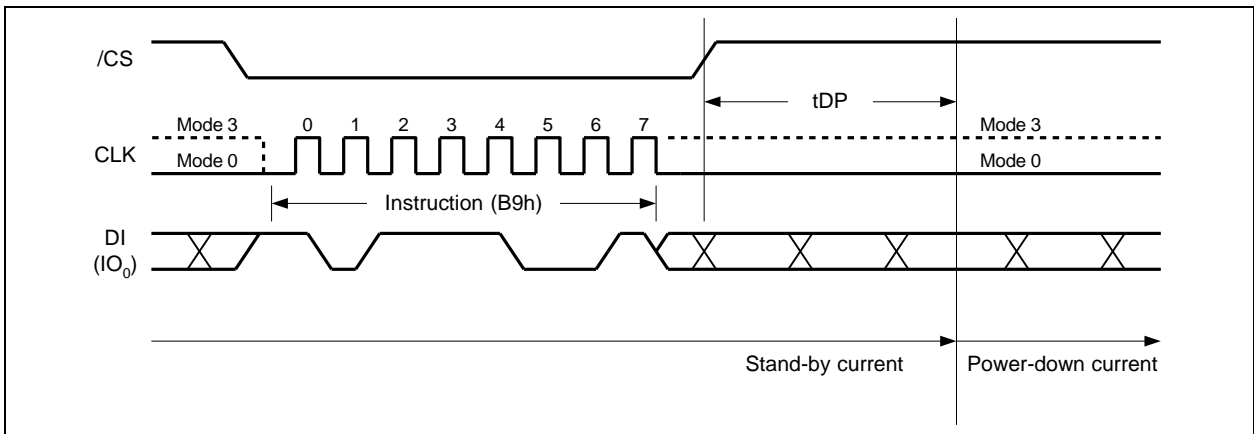 /CS
tDP
Mode 3
0 1 2 3 4 5 6 7
Mode 3
CLK
Mode 0
Mode 0
Instruction (B9h)
DI
(IO₀)
Stand-by current
Power-down current